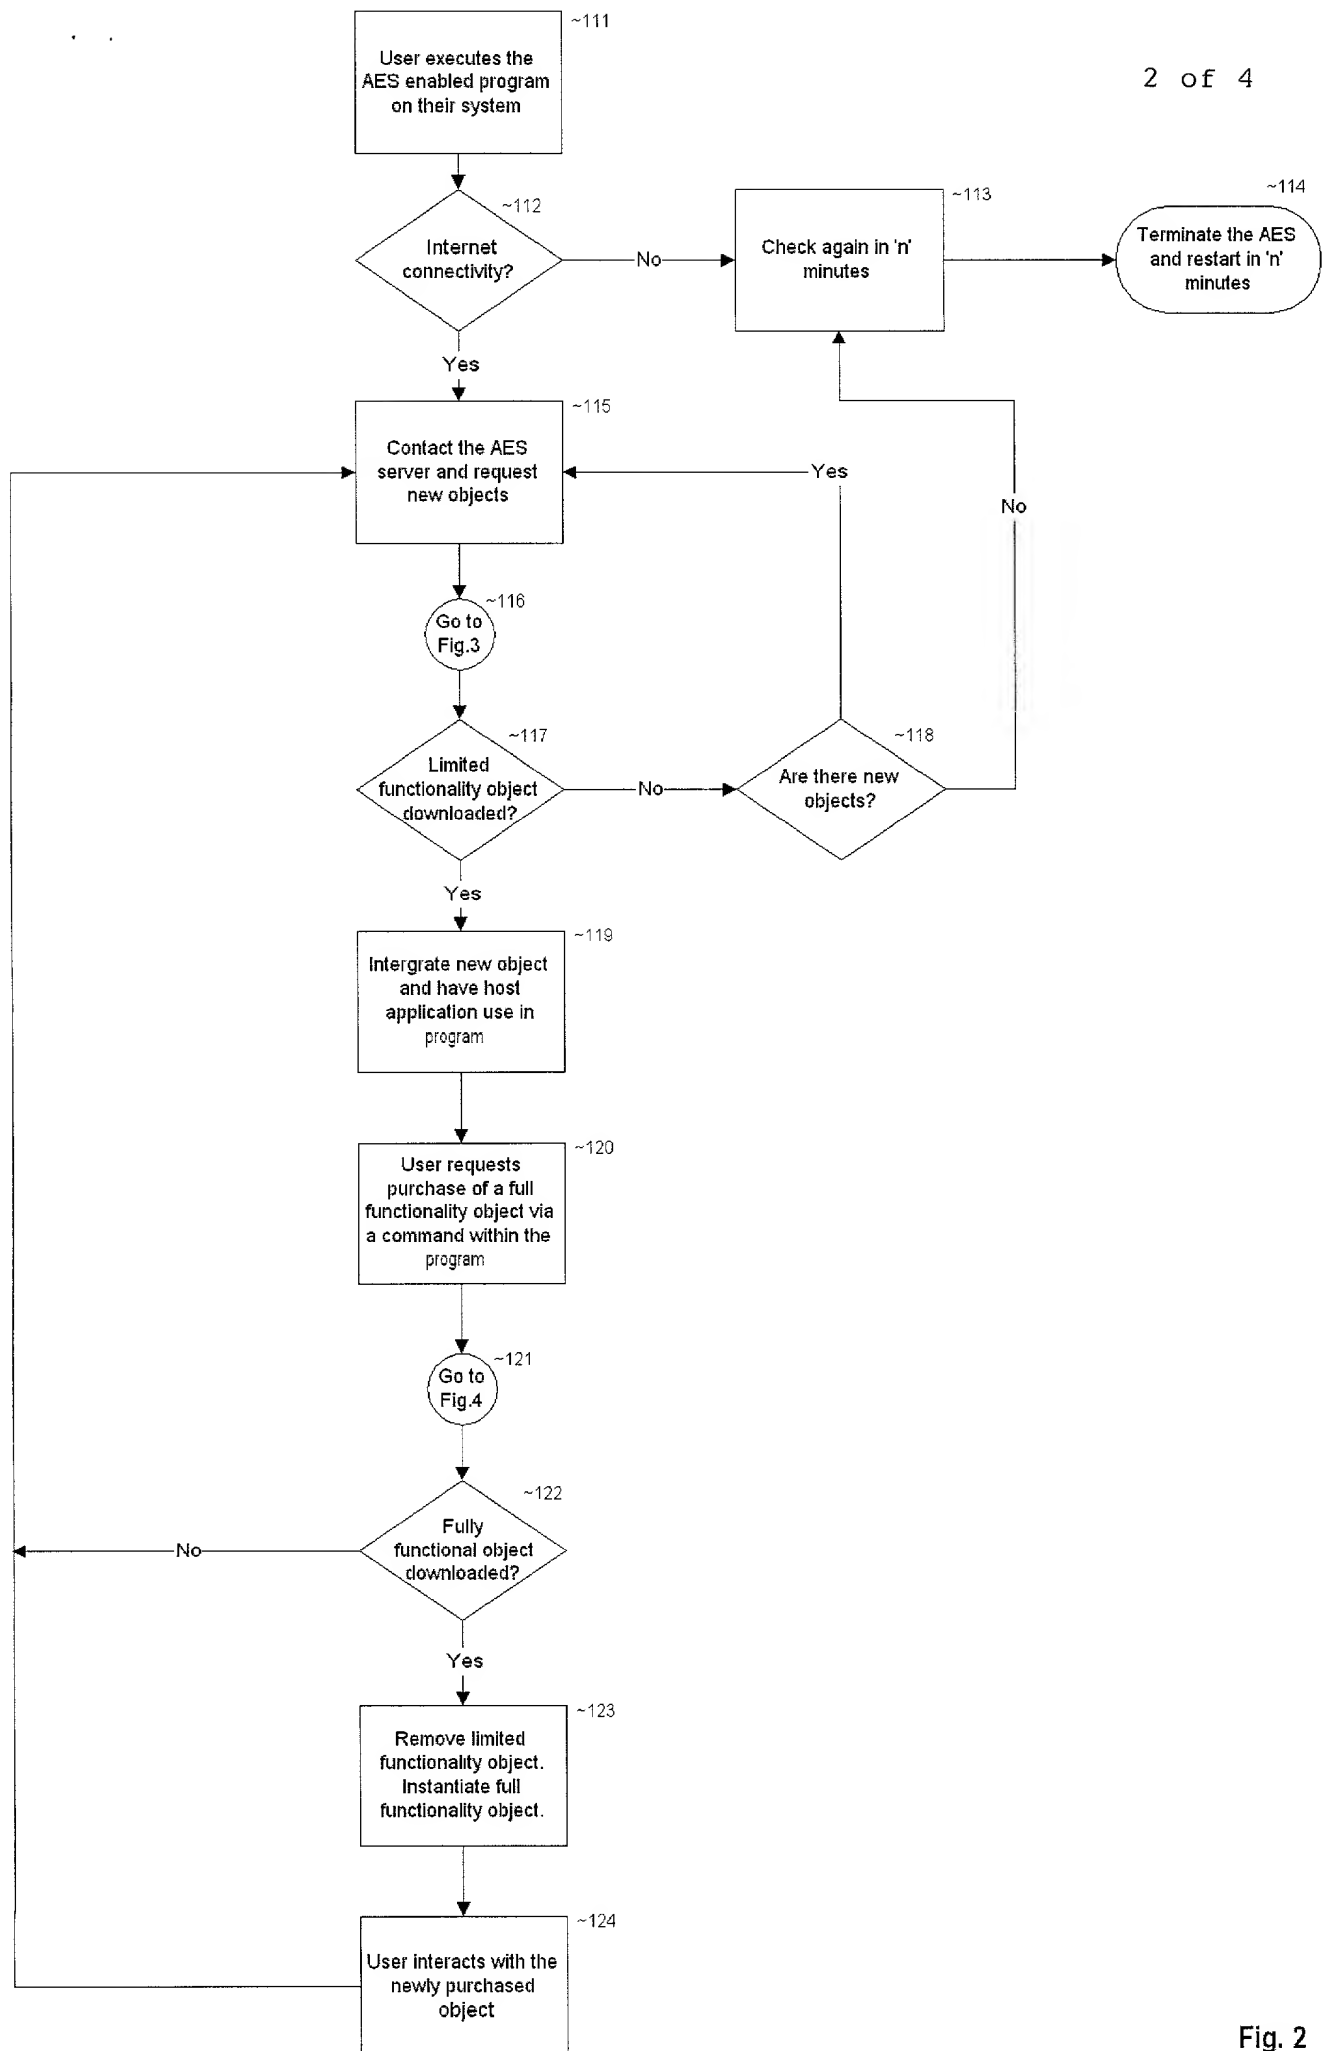 ~111
User executes the
AES enabled program
on their system
2 of 4
~112
Internet
connectivity?
No
~113
Check again in 'n'
minutes
~114
Terminate the AES
and restart in 'n'
minutes
Yes
~115
Contact the AES
server and request
new objects
Yes
No
~116
Go to
Fig.3
~117
Limited
functionality object
downloaded?
No
~118
Are there new
objects?
Yes
~119
Intergrate new object
and have host
application use in
program
~120
User requests
purchase of a full
functionality object via
a command within the
program
~121
Go to
Fig.4
~122
Fully
functional object
downloaded?
No
Yes
~123
Remove limited
functionality object.
Instantiate full
functionality object.
~124
User interacts with the
newly purchased
object
Fig. 2